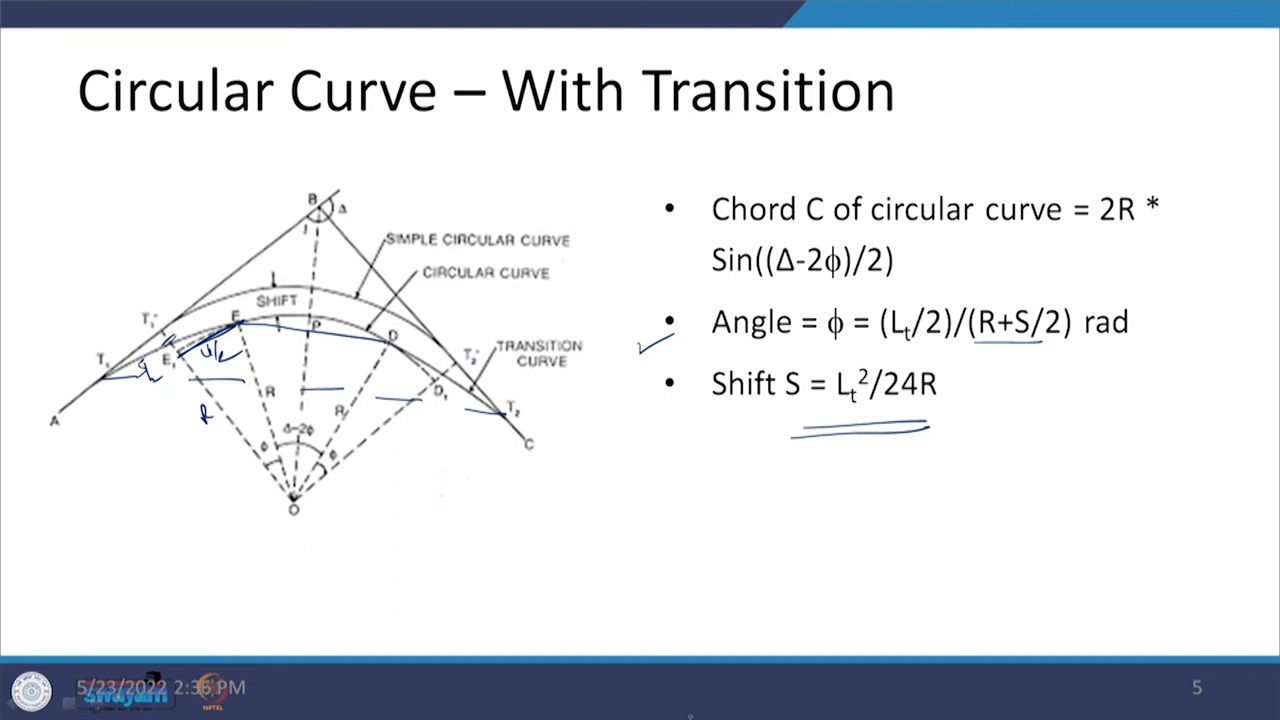 Circular Curve – With Transition
B
Δ
I
SIMPLE CIRCULAR CURVE
CIRCULAR CURVE
SHIFT
T₁'
E
P
D
T₁
E₁
TRANSITION
CURVE
T₂'
D₁
R
R
R
T₂
A
C
Δ-2ϕ
ϕ
ϕ
O
• Chord C of circular curve = 2R *
Sin((Δ-2ϕ)/2)
• Angle = ϕ = (Lₜ/2)/(R+S/2) rad
• Shift S = Lₜ²/24R
5/23/2022 2:36 PM
swayam
NPTEL
5